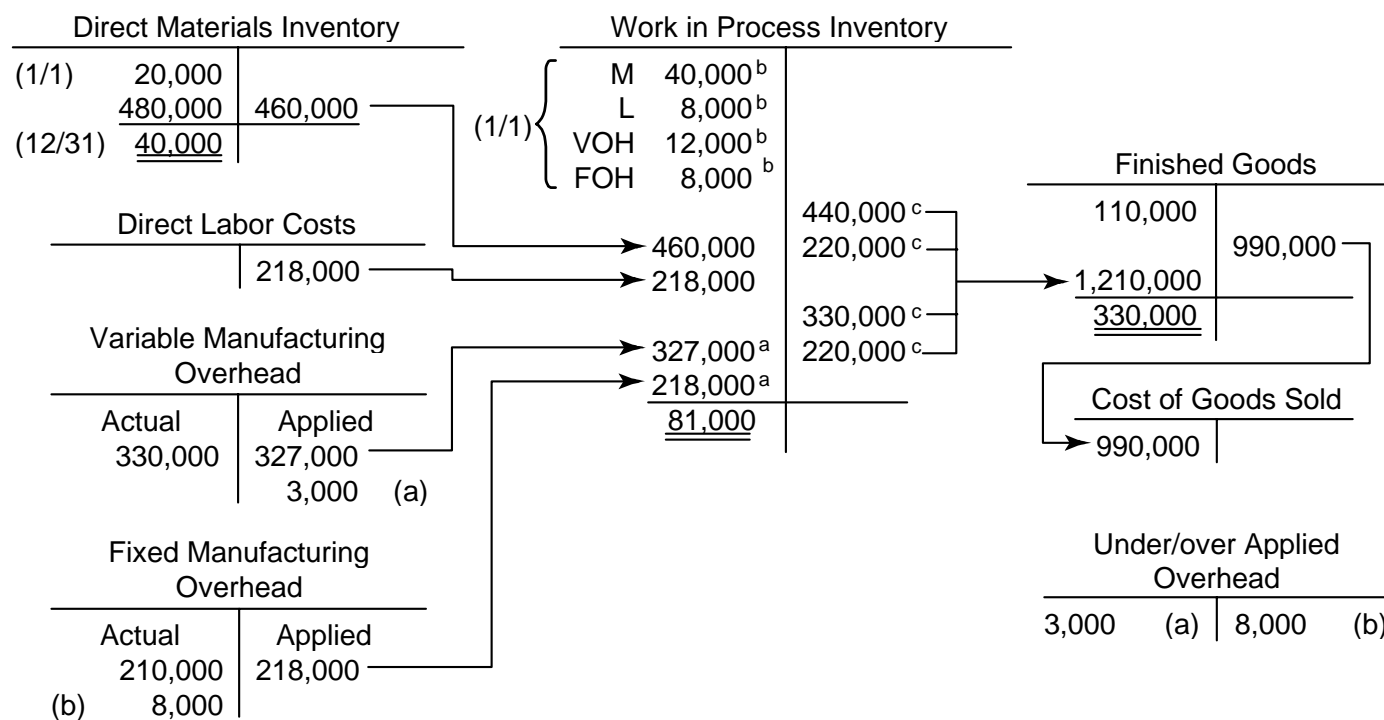 Direct Materials Inventory
(1/1) 20,000
480,000 460,000
(12/31) 40,000
Direct Labor Costs
218,000
Variable Manufacturing
Overhead
Actual Applied
330,000 327,000
3,000 (a)
Fixed Manufacturing
Overhead
Actual Applied
210,000 218,000
(b) 8,000
Work in Process Inventory
M 40,000 b
L 8,000 b
(1/1)
VOH 12,000 b
FOH 8,000 b
440,000 c
460,000 220,000 c
218,000
330,000 c
327,000 a 220,000 c
218,000 a
81,000
Finished Goods
110,000
990,000
1,210,000
330,000
Cost of Goods Sold
990,000
Under/over Applied
Overhead
3,000 (a) 8,000 (b)